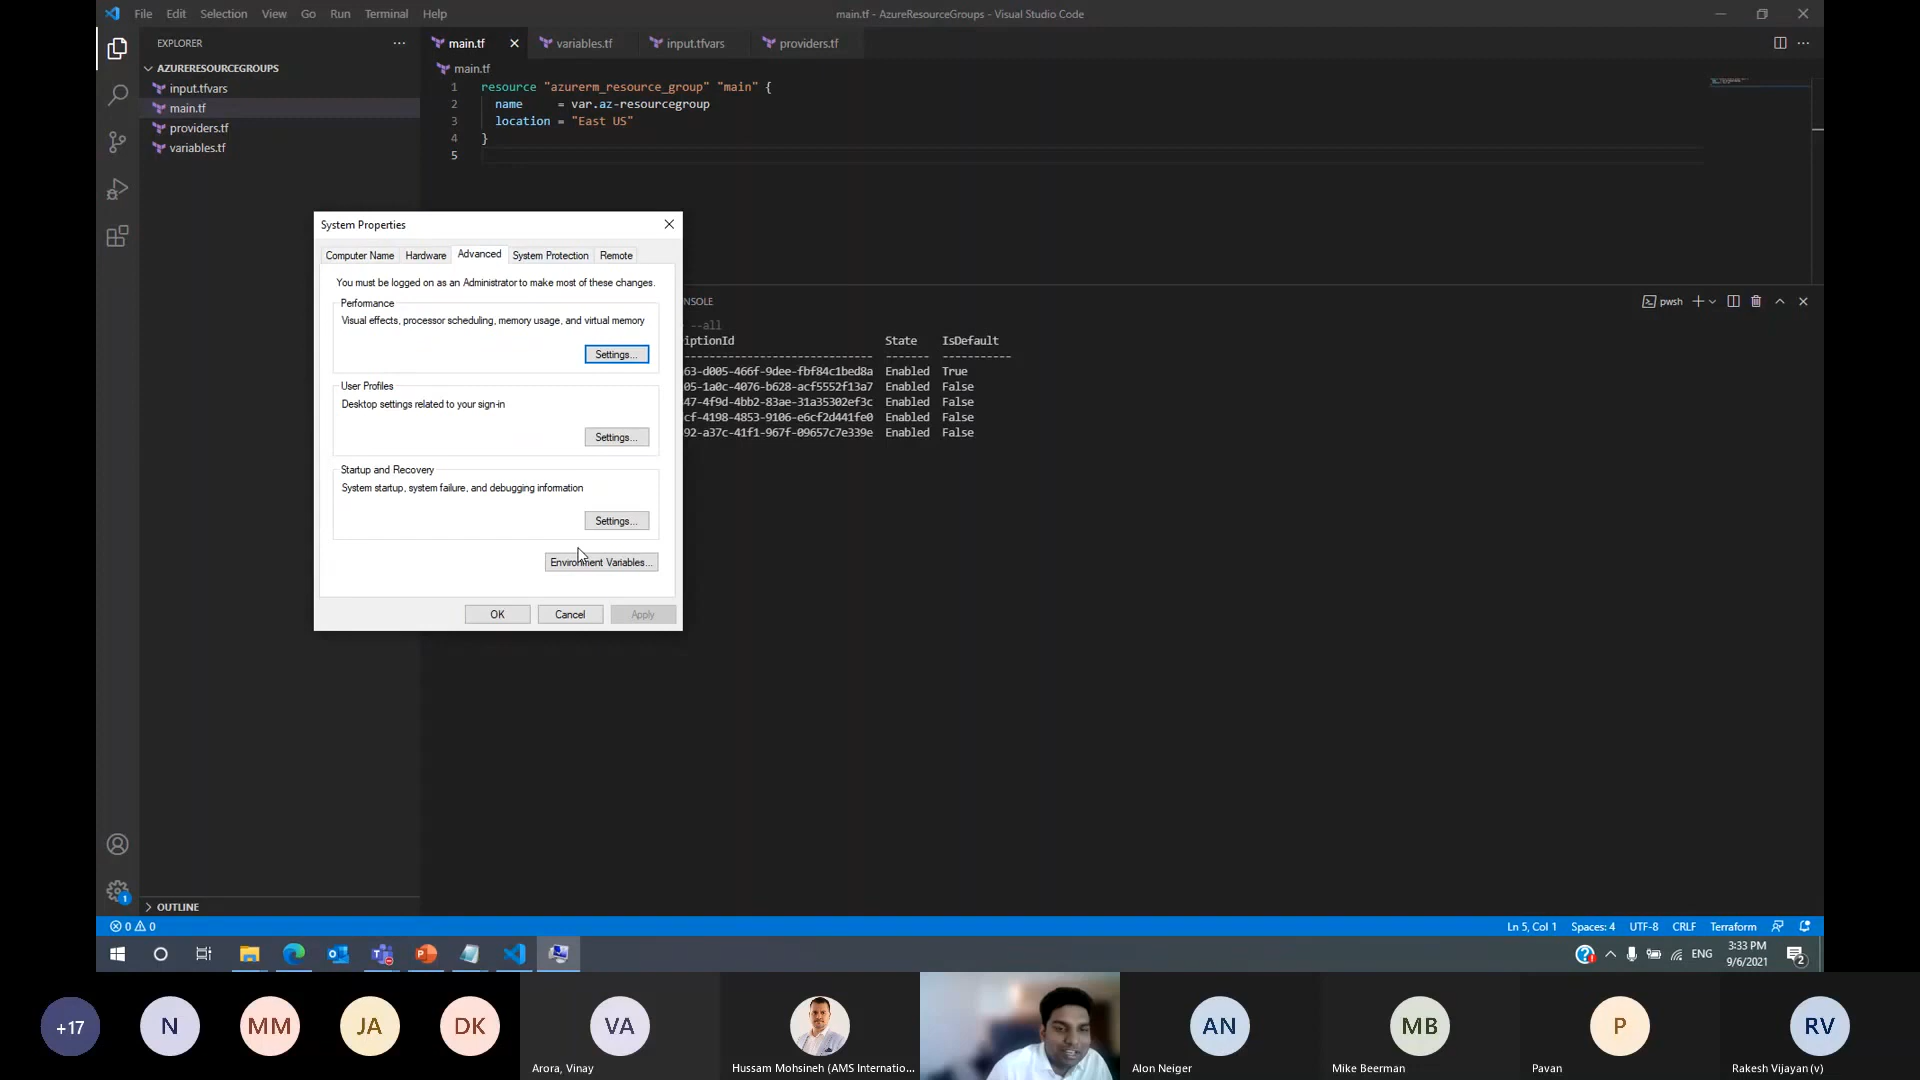 File Edit Selection View Go Run Terminal Help
main.tf - AzureResourceGroups - Visual Studio Code
EXPLORER
AZURERESOURCEGROUPS
input.tfvars
main.tf
providers.tf
variables.tf
OUTLINE
main.tf
variables.tf
input.tfvars
providers.tf
main.tf
1 resource "azurerm_resource_group" "main" {
2 name = var.az-resourcegroup
3 location = "East US"
4 }
5
System Properties
Computer Name Hardware Advanced System Protection Remote
You must be logged on as an Administrator to make most of these changes.
Performance
Visual effects, processor scheduling, memory usage, and virtual memory
Settings...
User Profiles
Desktop settings related to your sign-in
Settings...
Startup and Recovery
System startup, system failure, and debugging information
Settings...
Environment Variables...
OK Cancel Apply
NSOLE
pwsh
--all
iptionId State IsDefault
---------------------------- ------- -----------
63-d005-466f-9dee-fbf84c1bed8a Enabled True
05-1a0c-4076-b628-acf5552f13a7 Enabled False
47-4f9d-4bb2-83ae-31a35302ef3c Enabled False
cf-4198-4853-9106-e6cf2d441fe0 Enabled False
92-a37c-41f1-967f-09657c7e339e Enabled False
1
0 0
Ln 5, Col 1 Spaces: 4 UTF-8 CRLF Terraform
ENG
3:33 PM
9/6/2021
2
+17
N
MM
JA
DK
VA
Arora, Vinay
Hussam Mohsineh (AMS Internatio...
AN
Alon Neiger
MB
Mike Beerman
P
Pavan
RV
Rakesh Vijayan (v)